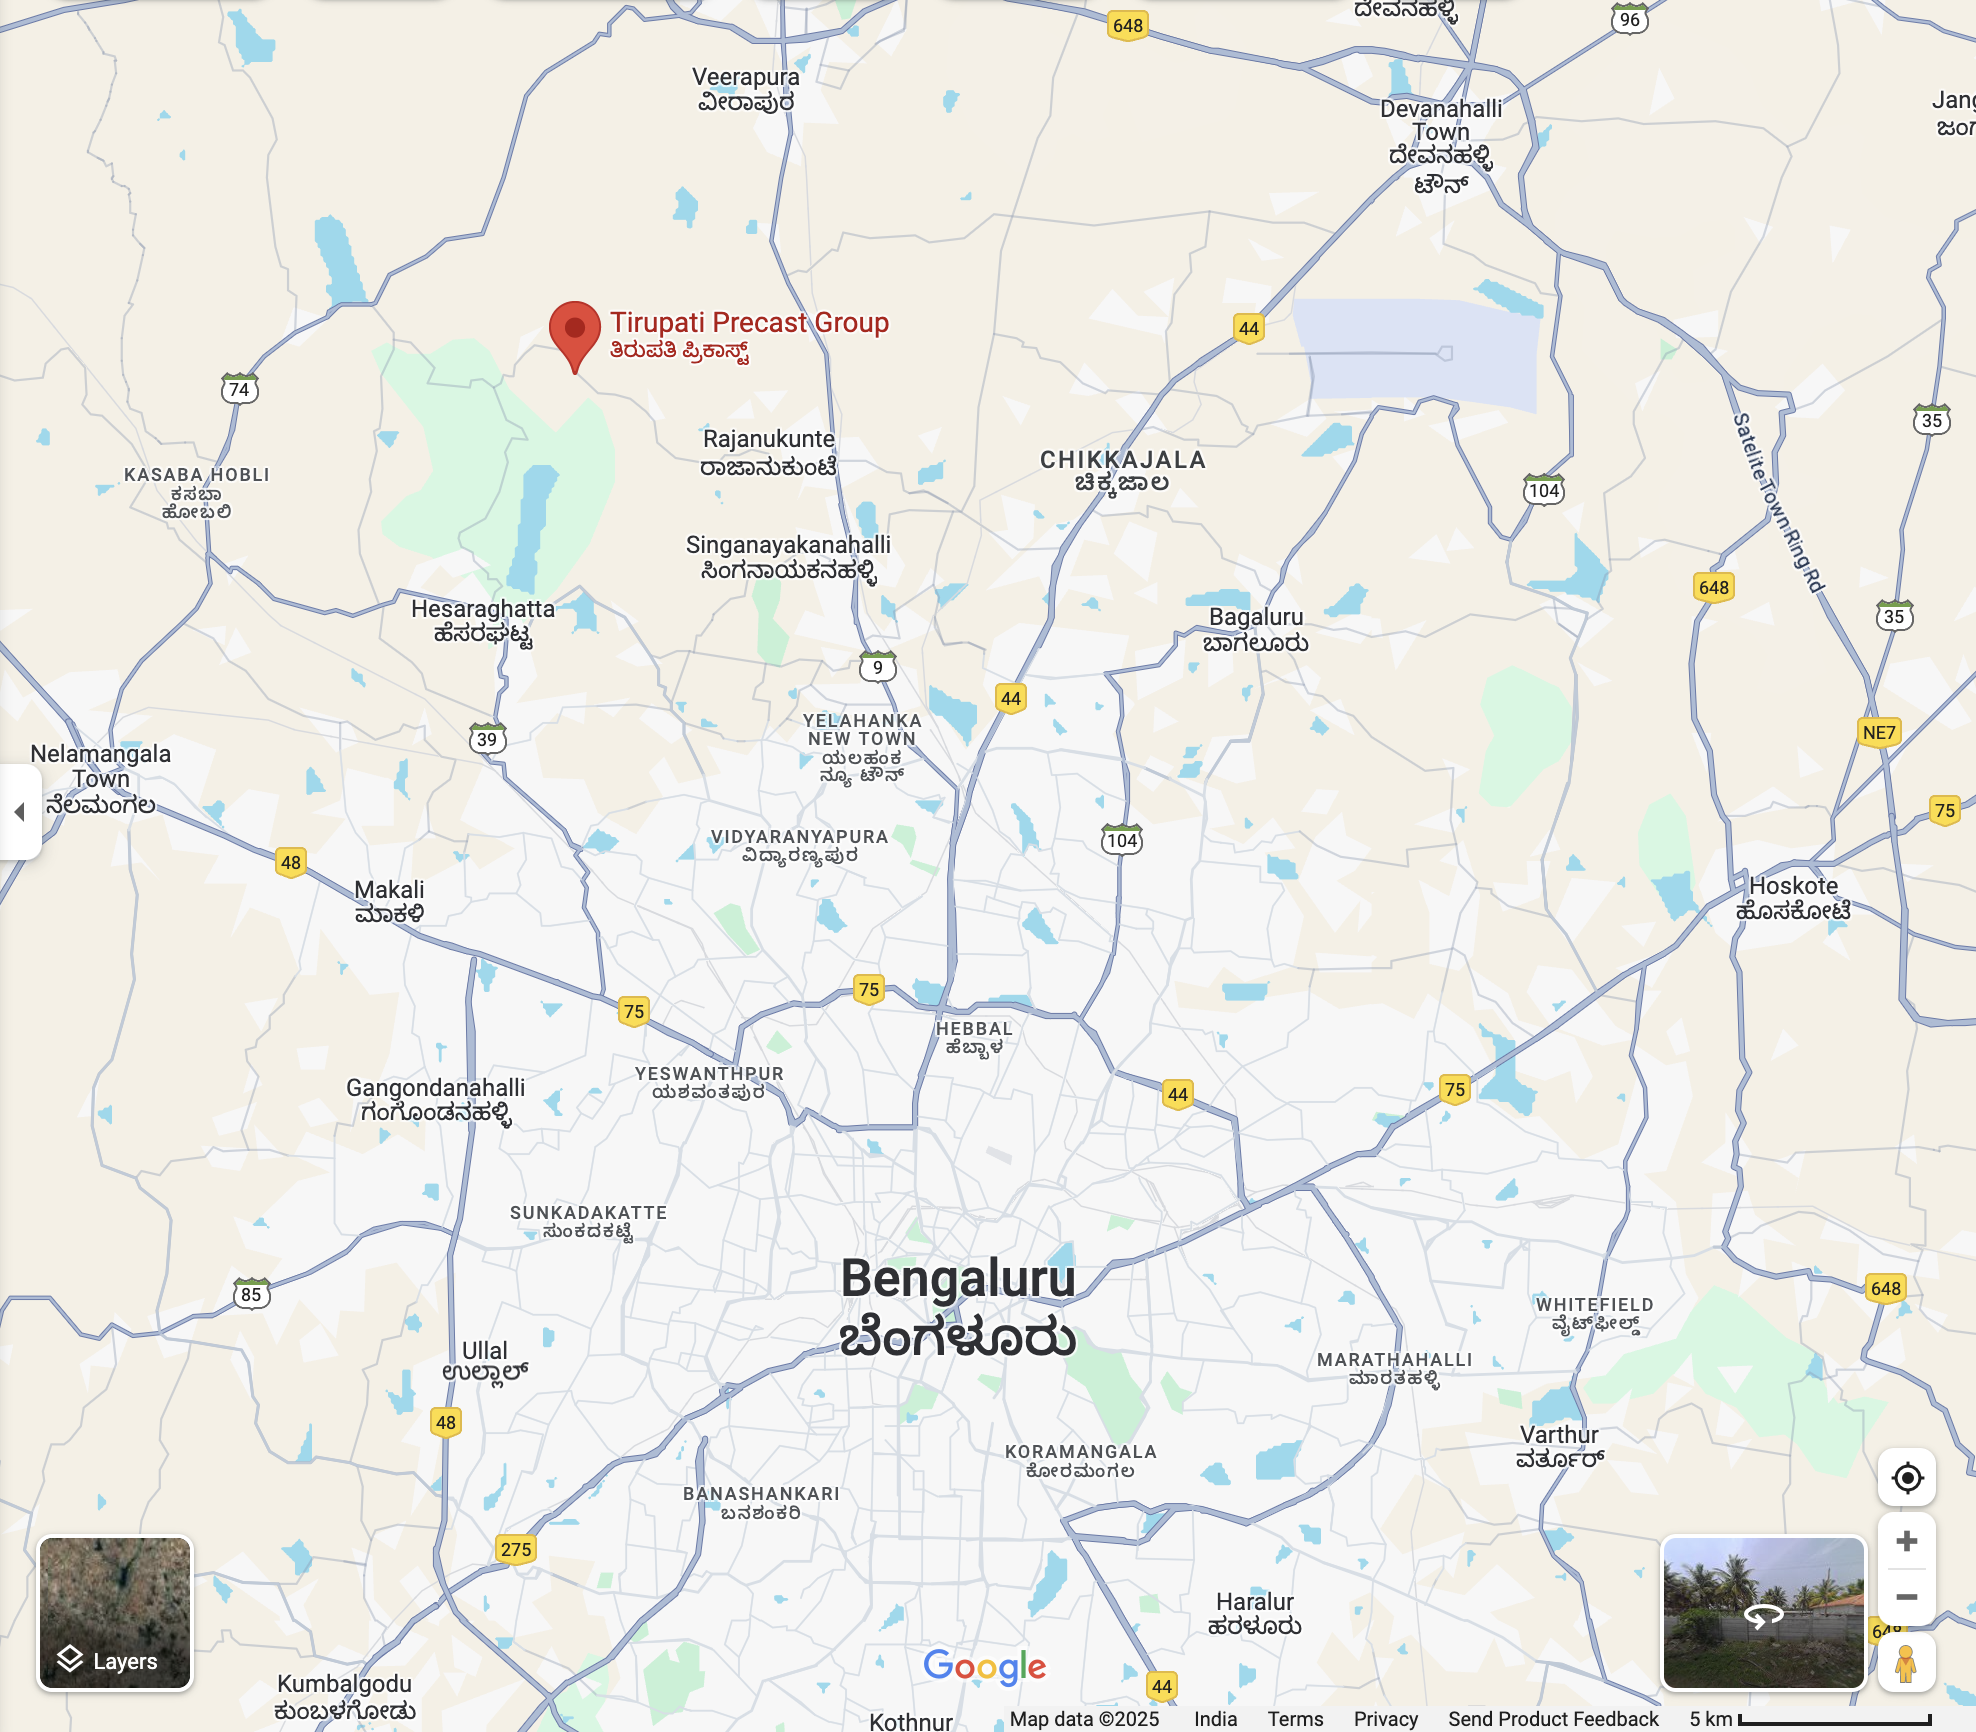 ದೇವನಹಳ್ಳಿ
96
648
Veerapura
ವೀರಾಪುರ
Devanahalli
Town
ದೇವನಹಳ್ಳಿ
ಟೌನ್
44
Tirupati Precast Group
ತಿರುಪತಿ ಪ್ರಿಕಾಸ್ಟ್
74
35
Satelite Town Ring Rd
Rajanukunte
ರಾಜಾನುಕುಂಟೆ
CHIKKAJALA
ಚಿಕ್ಕಜಾಲ
KASABA HOBLI
ಕಸಬಾ
ಹೋಬಲಿ
104
Singanayakanahalli
ಸಿಂಗನಾಯಕನಹಳ್ಳಿ
648
Hesaraghatta
ಹೆಸರಘಟ್ಟ
Bagaluru
ಬಾಗಲೂರು
35
9
44
YELAHANKA
NEW TOWN
ಯಲಹಂಕ
ನ್ಯೂ ಟೌನ್
39
NE7
Nelamangala
Town
ನೆಲಮಂಗಲ
75
VIDYARANYAPURA
ವಿದ್ಯಾರಣ್ಯಪುರ
104
48
Makali
ಮಾಕಳಿ
Hoskote
ಹೊಸಕೋಟೆ
75
75
HEBBAL
ಹೆಬ್ಬಾಳ
YESWANTHPUR
ಯಶವಂತಪುರ
Gangondanahalli
ಗಂಗೊಂಡನಹಳ್ಳಿ
44
75
SUNKADAKATTE
ಸುಂಕದಕಟ್ಟೆ
Bengaluru
ಬೆಂಗಳೂರು
85
648
WHITEFIELD
ವೈಟ್‌ಫೀಲ್ಡ್
Ullal
ಉಲ್ಲಾಲ್
MARATHAHALLI
ಮಾರತಹಳ್ಳಿ
48
Varthur
ವರ್ತೂರ್
KORAMANGALA
ಕೋರಮಂಗಲ
BANASHANKARI
ಬನಶಂಕರಿ
275
Haralur
ಹರಳೂರು
648
Layers
Google
Kumbalgodu
ಕುಂಬಳಗೋಡು
44
Kothnur
Map data ©2025 India Terms Privacy Send Product Feedback 5 km